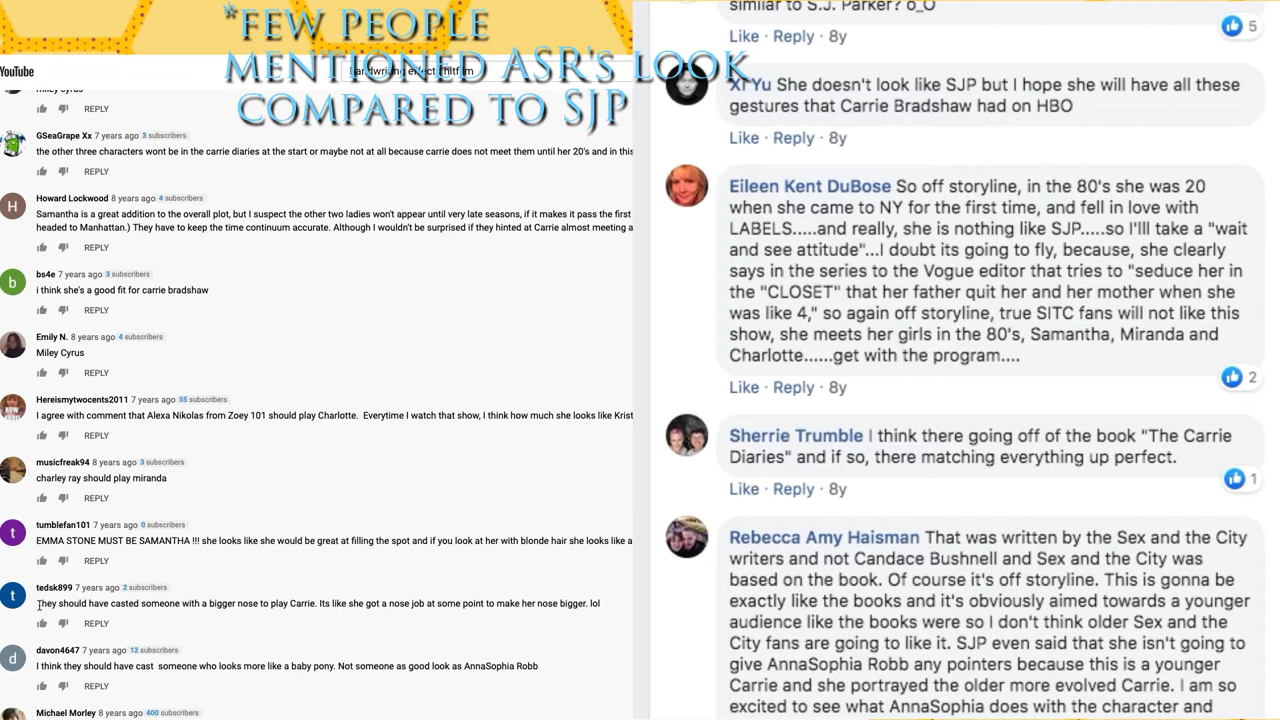 *FEW PEOPLE
MENTIONED ASR'S LOOK
COMPARED TO SJP
YouTube
miley cyrus
REPLY
GSeaGrape Xx 7 years ago 3 subscribers
the other three characters wont be in the carrie diaries at the start or maybe not at all because carrie does not meet them until her 20's and in this
REPLY
H
Howard Lockwood 8 years ago 4 subscribers
Samantha is a great addition to the overall plot, but I suspect the other two ladies won't appear until very late seasons, if it makes it pass the first
headed to Manhattan.) They have to keep the time continuum accurate. Although I wouldn't be surprised if they hinted at Carrie almost meeting a
REPLY
b
bs4e 7 years ago 3 subscribers
i think she's a good fit for carrie bradshaw
REPLY
Emily N. 8 years ago 4 subscribers
Miley Cyrus
REPLY
Hereismytwocents2011 7 years ago 55 subscribers
I agree with comment that Alexa Nikolas from Zoey 101 should play Charlotte. Everytime I watch that show, I think how much she looks like Krist
REPLY
musicfreak94 8 years ago 3 subscribers
charley ray should play miranda
REPLY
t
tumblefan101 7 years ago 0 subscribers
EMMA STONE MUST BE SAMANTHA !!! she looks like she would be great at filling the spot and if you look at her with blonde hair she looks like a
REPLY
t
tedsk899 7 years ago 2 subscribers
They should have casted someone with a bigger nose to play Carrie. Its like she got a nose job at some point to make her nose bigger. lol
REPLY
d
davon4647 7 years ago 12 subscribers
I think they should have cast someone who looks more like a baby pony. Not someone as good look as AnnaSophia Robb
REPLY
Michael Morley 8 years ago 400 subscribers
similar to S.J. Parker? o_O
5
Like · Reply · 8y
Xi Yu She doesn't look like SJP but I hope she will have all these
gestures that Carrie Bradshaw had on HBO
Like · Reply · 8y
Eileen Kent DuBose So off storyline, in the 80's she was 20
when she came to NY for the first time, and fell in love with
LABELS.....and really, she is nothing like SJP.....so I'lll take a "wait
and see attitude"...I doubt its going to fly, because, she clearly
says in the series to the Vogue editor that tries to "seduce her in
the "CLOSET" that her father quit her and her mother when she
was like 4," so again off storyline, true SITC fans will not like this
show, she meets her girls in the 80's, Samantha, Miranda and
Charlotte......get with the program....
2
Like · Reply · 8y
Sherrie Trumble I think there going off of the book "The Carrie
Diaries" and if so, there matching everything up perfect.
1
Like · Reply · 8y
Rebecca Amy Haisman That was written by the Sex and the City
writers and not Candace Bushnell and Sex and the City was
based on the book. Of course it's off storyline. This is gonna be
exactly like the books and it's obviously aimed towards a younger
audience like the books were so I don't think older Sex and the
City fans are going to like it. SJP even said that she isn't going to
give AnnaSophia Robb any pointers because this is a younger
Carrie and she portrayed the older more evolved Carrie. I am so
excited to see what AnnaSophia does with the character and